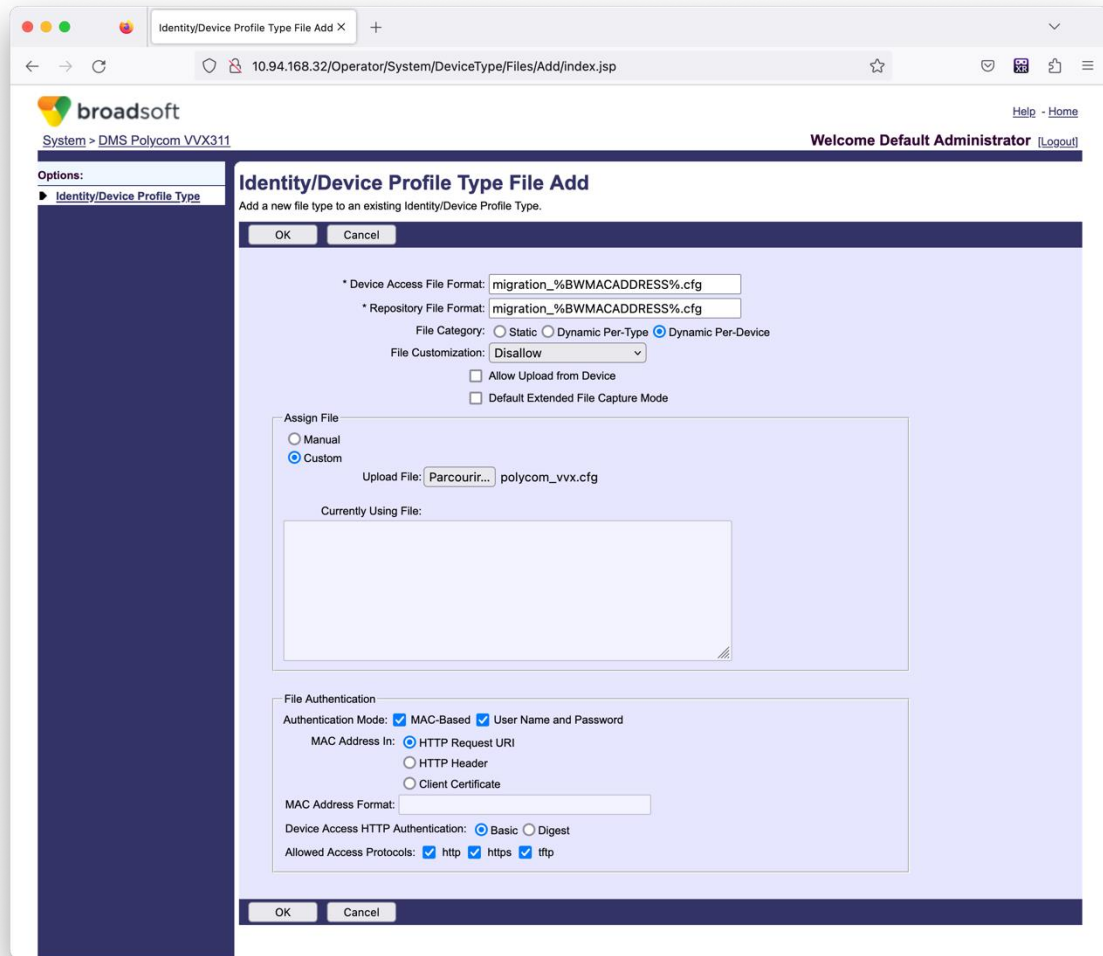 Identity/Device Profile Type File Add
10.94.168.32/Operator/System/DeviceType/Files/Add/index.jsp
XR
broadsoft
Help - Home
System > DMS Polycom VVX311
Welcome Default Administrator [Logout]
Options:
Identity/Device Profile Type
Identity/Device Profile Type File Add
Add a new file type to an existing Identity/Device Profile Type.
OK Cancel
* Device Access File Format: migration_%BWMACADDRESS%.cfg
* Repository File Format: migration_%BWMACADDRESS%.cfg
File Category: Static Dynamic Per-Type Dynamic Per-Device
File Customization: Disallow
Allow Upload from Device
Default Extended File Capture Mode
Assign File
Manual
Custom
Upload File: Parcourir... polycom_vvx.cfg
Currently Using File:
File Authentication
Authentication Mode: MAC-Based User Name and Password
MAC Address In: HTTP Request URI
HTTP Header
Client Certificate
MAC Address Format:
Device Access HTTP Authentication: Basic Digest
Allowed Access Protocols: http https tftp
OK Cancel